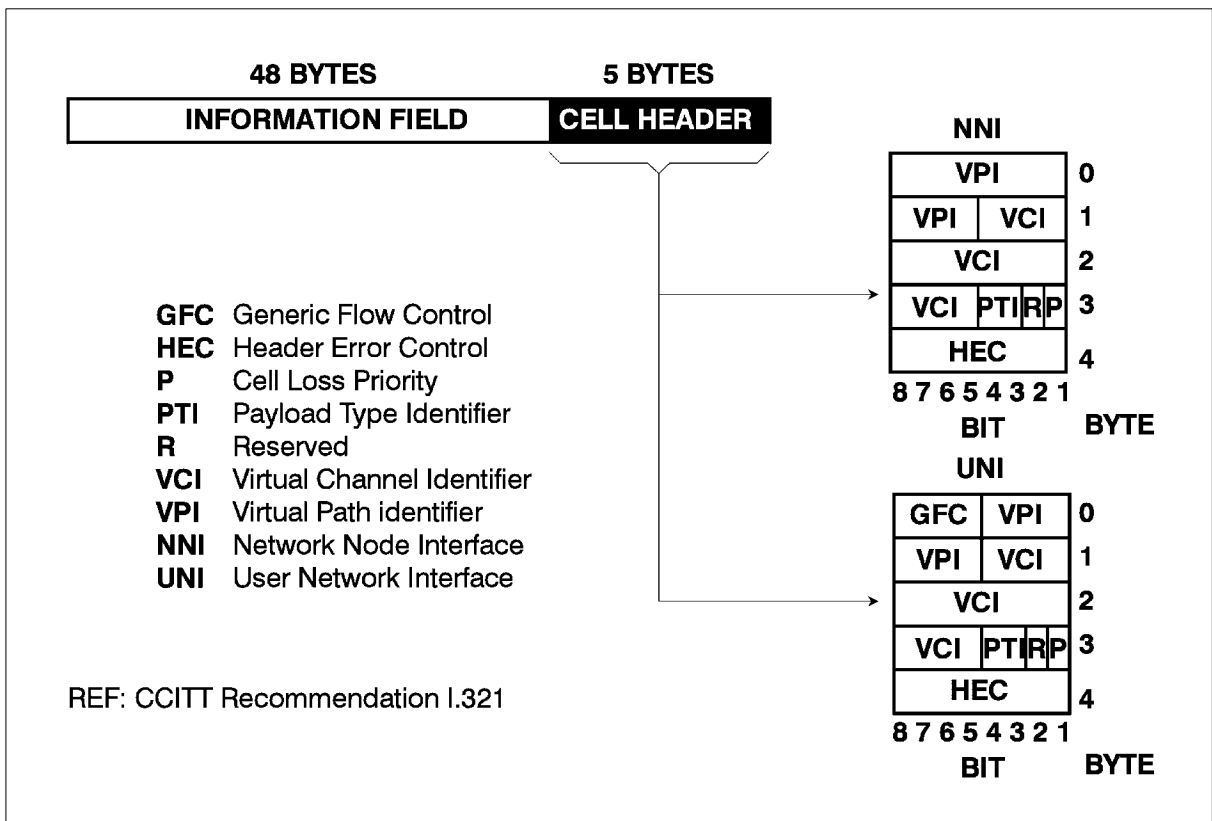 48 BYTES 5 BYTES
INFORMATION FIELD CELL HEADER
NNI
VPI 0
VPI VCI 1
VCI 2
VCI PTI R P 3
HEC 4
8 7 6 5 4 3 2 1
BIT BYTE
GFC Generic Flow Control
HEC Header Error Control
P Cell Loss Priority
PTI Payload Type Identifier
R Reserved
VCI Virtual Channel Identifier
VPI Virtual Path identifier
NNI Network Node Interface
UNI User Network Interface
UNI
GFC VPI 0
VPI VCI 1
VCI 2
VCI PTI R P 3
HEC 4
8 7 6 5 4 3 2 1
BIT BYTE
REF: CCITT Recommendation I.321